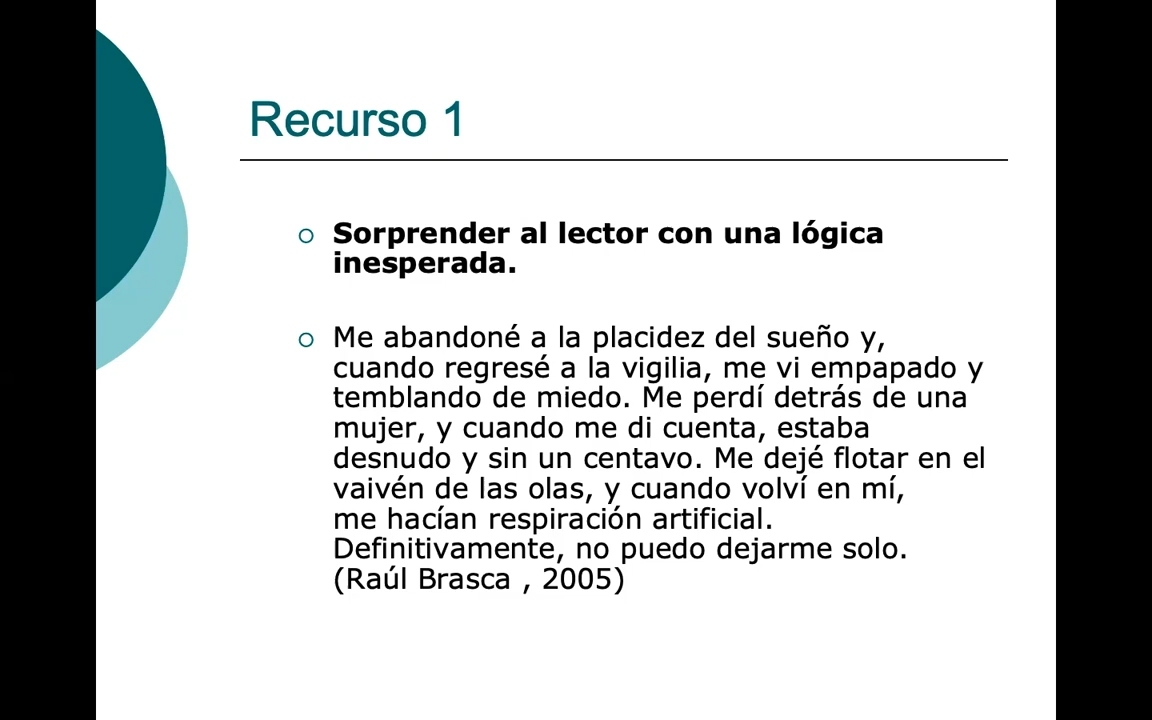 Recurso 1
Sorprender al lector con una lógica
inesperada.
Me abandoné a la placidez del sueño y,
cuando regresé a la vigilia, me vi empapado y
temblando de miedo. Me perdí detrás de una
mujer, y cuando me di cuenta, estaba
desnudo y sin un centavo. Me dejé flotar en el
vaivén de las olas, y cuando volví en mí,
me hacían respiración artificial.
Definitivamente, no puedo dejarme solo.
(Raúl Brasca , 2005)